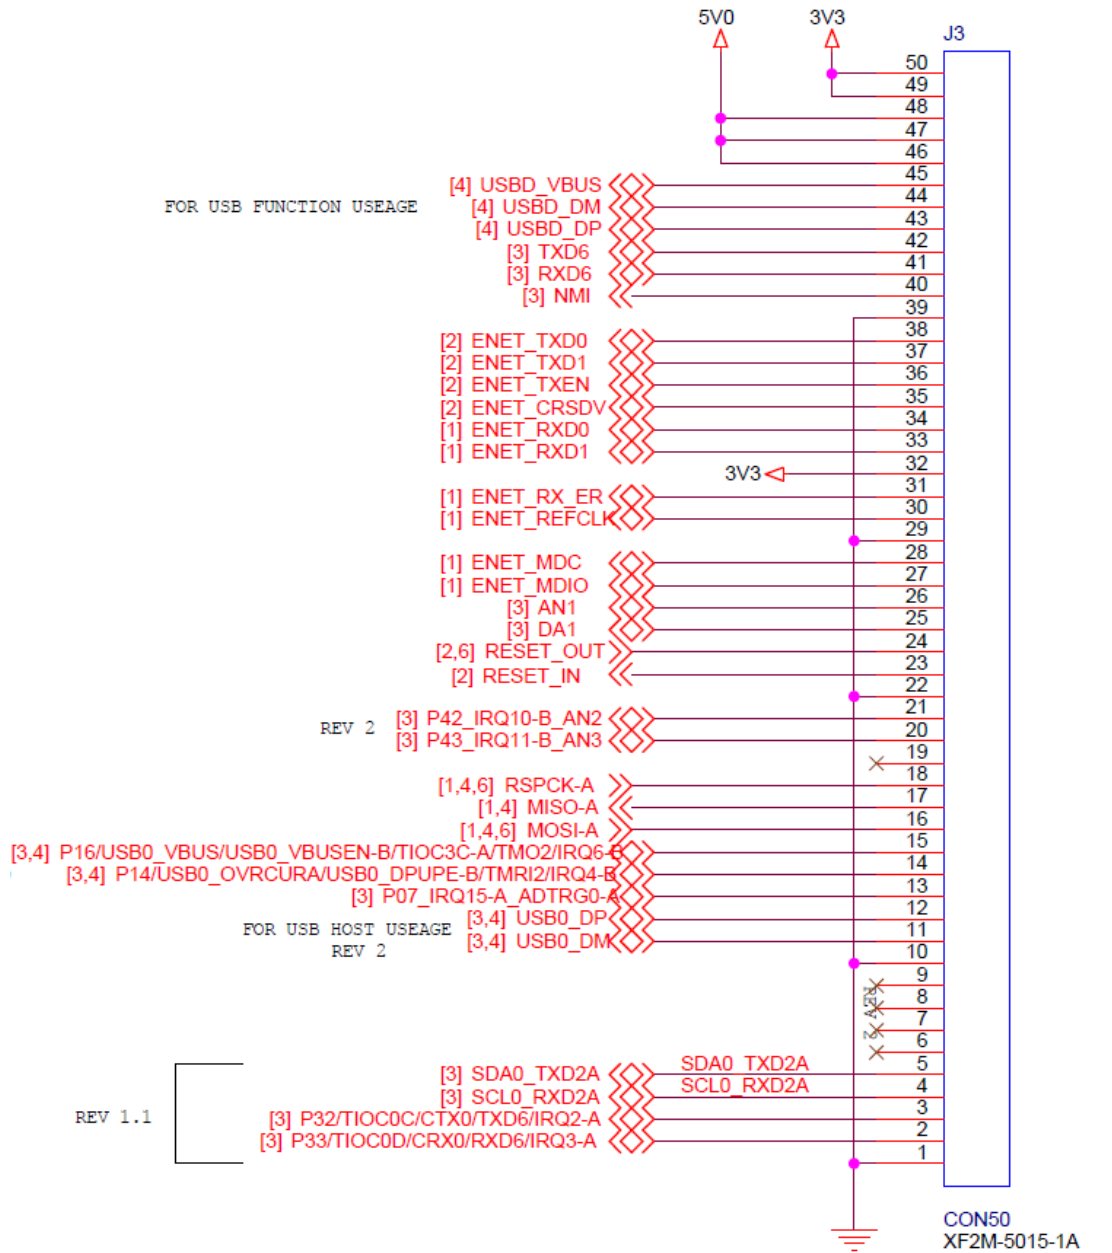 5V0 3V3
J3
50
49
48
47
46
[4] USBD_VBUS 45
FOR USB FUNCTION USEAGE [4] USBD_DM 44
[4] USBD_DP 43
[3] TXD6 42
[3] RXD6 41
[3] NMI 40
39
[2] ENET_TXD0 38
[2] ENET_TXD1 37
[2] ENET_TXEN 36
[2] ENET_CRSDV 35
[1] ENET_RXD0 34
[1] ENET_RXD1 33
3V3 32
[1] ENET_RX_ER 31
[1] ENET_REFCLK 30
29
[1] ENET_MDC 28
[1] ENET_MDIO 27
[3] AN1 26
[3] DA1 25
[2,6] RESET_OUT 24
[2] RESET_IN 23
22
REV 2 [3] P42_IRQ10-B_AN2 21
[3] P43_IRQ11-B_AN3 20
19
[1,4,6] RSPCK-A 18
[1,4] MISO-A 17
[1,4,6] MOSI-A 16
[3,4] P16/USB0_VBUS/USB0_VBUSEN-B/TIOC3C-A/TMO2/IRQ6-B 15
[3,4] P14/USB0_OVRCURA/USB0_DPUPE-B/TMRI2/IRQ4-B 14
[3] P07_IRQ15-A_ADTRG0-A 13
[3,4] USB0_DP 12
FOR USB HOST USEAGE [3,4] USB0_DM 11
REV 2
10
9
8
7
6
REV 2
[3] SDA0_TXD2A SDA0_TXD2A 5
[3] SCL0_RXD2A SCL0_RXD2A 4
REV 1.1 [3] P32/TIOC0C/CTX0/TXD6/IRQ2-A 3
[3] P33/TIOC0D/CRX0/RXD6/IRQ3-A 2
1
CON50
XF2M-5015-1A